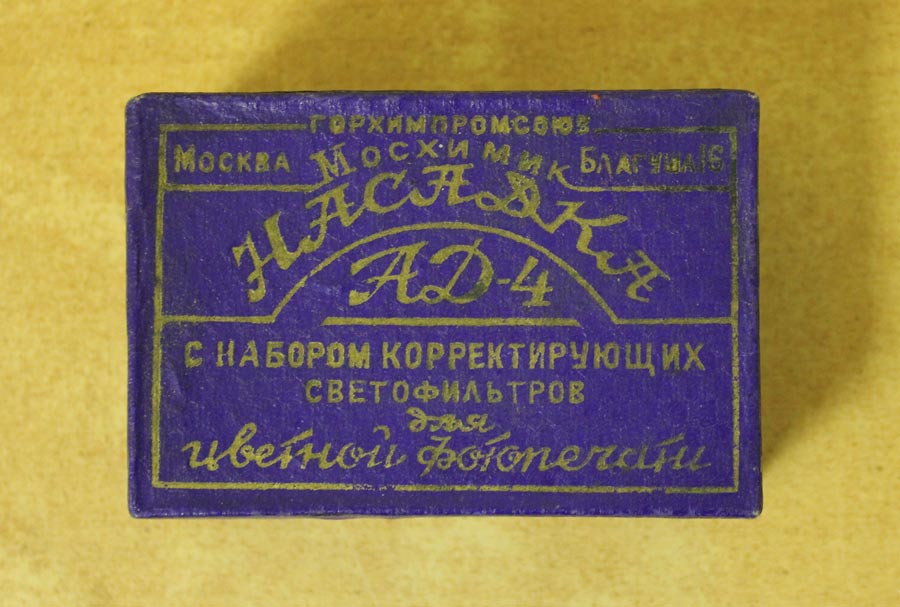 ГОРХИМПРОМСОЮЗ
МОСКВА МОСХИМИК БЛАГУША 16
НАСАДКА
АД-4
С НАБОРОМ КОРРЕКТИРУЮЩИХ
СВЕТОФИЛЬТРОВ
для
цветной фотопечати